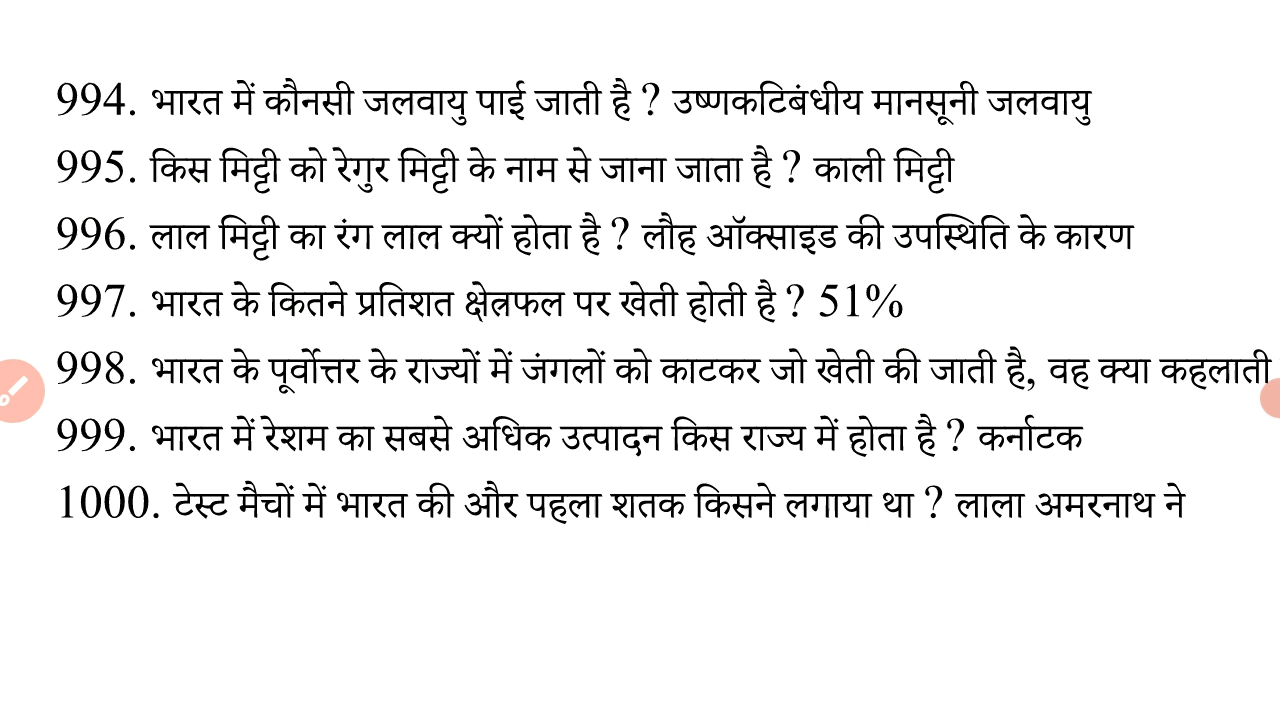 994. भारत में कौनसी जलवायु पाई जाती है ? उष्णकटिबंधीय मानसूनी जलवायु
995. किस मिट्टी को रेगुर मिट्टी के नाम से जाना जाता है ? काली मिट्टी
996. लाल मिट्टी का रंग लाल क्यों होता है ? लौह ऑक्साइड की उपस्थिति के कारण
997. भारत के कितने प्रतिशत क्षेत्रफल पर खेती होती है ? 51%
998. भारत के पूर्वोत्तर के राज्यों में जंगलों को काटकर जो खेती की जाती है, वह क्या कहलाती
999. भारत में रेशम का सबसे अधिक उत्पादन किस राज्य में होता है ? कर्नाटक
1000. टेस्ट मैचों में भारत की और पहला शतक किसने लगाया था ? लाला अमरनाथ ने